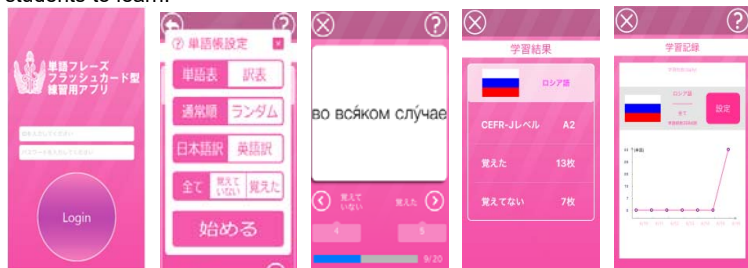 students to learn.
単語フレーズ
フラッシュカード型
練習用アプリ
Login
? 単語帳設定 ×
単語表 訳表
通常順 ランダム
日本語訳 英語訳
全て 覚えていない 覚えた
始める
?
во вся́ком слу́чае
覚えて
いない
覚えた
4 5
9/20
?
学習結果
ロシア語
CEFR-Jレベル A2
覚えた 13枚
覚えてない 7枚
?
学習記録
ロシア語
全て
設定